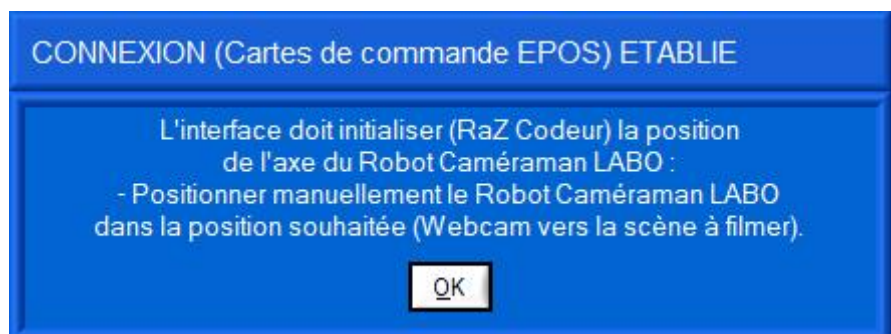 CONNEXION (Cartes de commande EPOS) ETABLIE
L'interface doit initialiser (RaZ Codeur) la position
de l'axe du Robot Caméraman LABO :
- Positionner manuellement le Robot Caméraman LABO
dans la position souhaitée (Webcam vers la scène à filmer).
OK